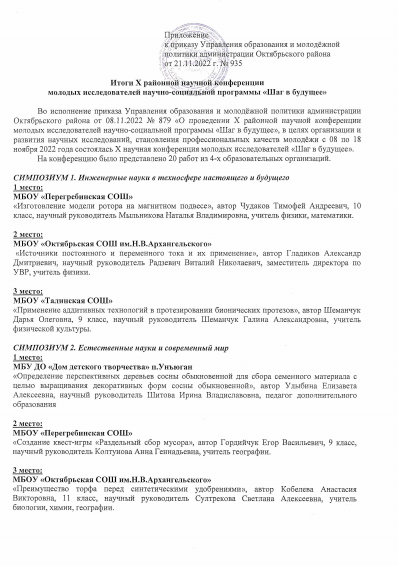 Приложение
к приказу Управления образования и молодёжной
политики администрации Октябрьского района
от 21.11.2022 г. № 935
Итоги X районной научной конференции
молодых исследователей научно-социальной программы «Шаг в будущее»
Во исполнение приказа Управления образования и молодёжной политики администрации
Октябрьского района от 08.11.2022 № 879 «О проведении X районной научной конференции
молодых исследователей научно-социальной программы «Шаг в будущее», в целях организации и
развития научных исследований, становления профессиональных качеств молодёжи с 08 по 18
ноября 2022 года состоялась X научная конференция молодых исследователей «Шаг в будущее».
На конференцию было представлено 20 работ из 4-х образовательных организаций.
СИМПОЗИУМ 1. Инженерные науки в техносфере настоящего и будущего
1 место:
МБОУ «Перегребинская СОШ»
«Изготовление модели ротора на магнитном подвесе», автор Чудаков Тимофей Андреевич, 10
класс, научный руководитель Мыльникова Наталья Владимировна, учитель физики, математики.
2 место:
МБОУ «Октябрьская СОШ им.Н.В.Архангельского»
«Источники постоянного и переменного тока и их применение», автор Гладиков Александр
Дмитриевич, научный руководитель Радзевич Виталий Николаевич, заместитель директора по
УВР, учитель физики.
3 место:
МБОУ «Талинская СОШ»
«Применение аддитивных технологий в протезировании бионических протезов», автор Шеманчук
Дарья Олеговна, 9 класс, научный руководитель Шеманчук Галина Александровна, учитель
физической культуры.
СИМПОЗИУМ 2. Естественные науки и современный мир
1 место:
МБУ ДО «Дом детского творчества» п.Унъюган
«Определение перспективных деревьев сосны обыкновенной для сбора семенного материала с
целью выращивания декоративных форм сосны обыкновенной», автор Улыбина Елизавета
Алексеевна, научный руководитель Шитова Ирина Владиславовна, педагог дополнительного
образования
2 место:
МБОУ «Перегребинская СОШ»
«Создание квест-игры «Раздельный сбор мусора», автор Гордийчук Егор Васильевич, 9 класс,
научный руководитель Колтунова Анна Геннадьевна, учитель географии.
3 место:
МБОУ «Октябрьская СОШ им.Н.В.Архангельского»
«Преимущество торфа перед синтетическими удобрениями», автор Кобелева Анастасия
Викторовна, 11 класс, научный руководитель Султрекова Светлана Алексеевна, учитель
биологии, химии, географии.